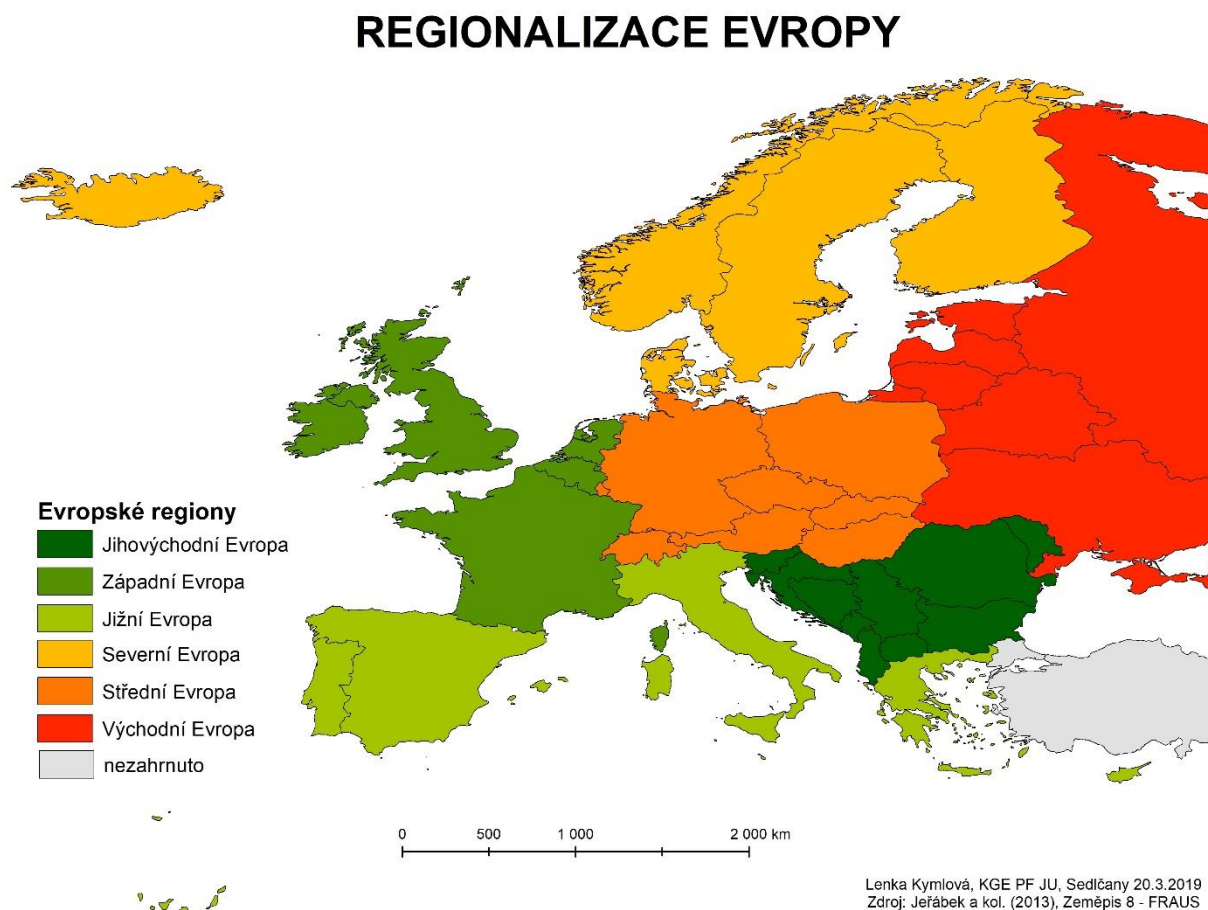 REGIONALIZACE EVROPY
Evropské regiony
Jihovýchodní Evropa
Západní Evropa
Jižní Evropa
Severní Evropa
Střední Evropa
Východní Evropa
nezahrnuto
0 500 1 000 2 000 km
Lenka Kymlová, KGE PF JU, Sedlčany 20.3.2019
Zdroj: Jeřábek a kol. (2013), Zeměpis 8 - FRAUS